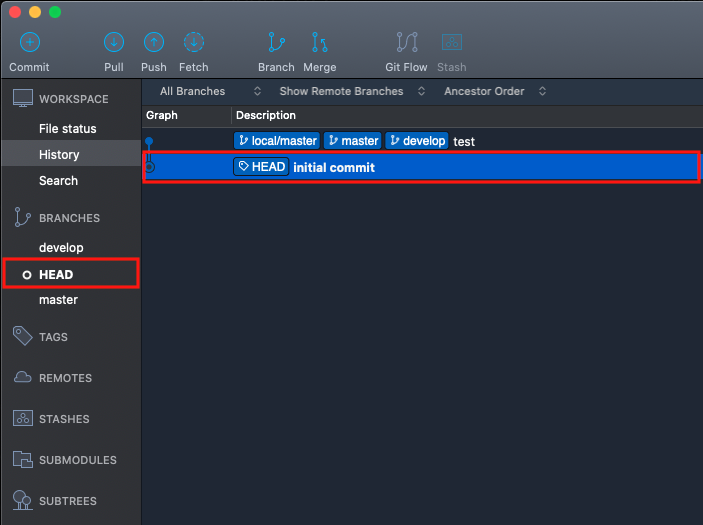 Commit Pull Push Fetch Branch Merge Git Flow Stash
WORKSPACE
File status
History
Search
BRANCHES
develop
HEAD
master
TAGS
REMOTES
STASHES
SUBMODULES
SUBTREES
All Branches Show Remote Branches Ancestor Order
Graph Description
local/master master develop test
HEAD initial commit